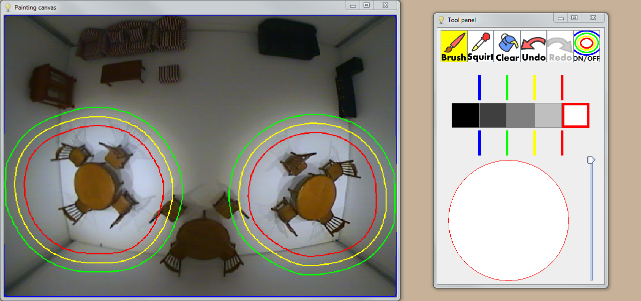 Painting canvas
Tool panel
Brush Squirt Clear Undo Redo ON/OFF